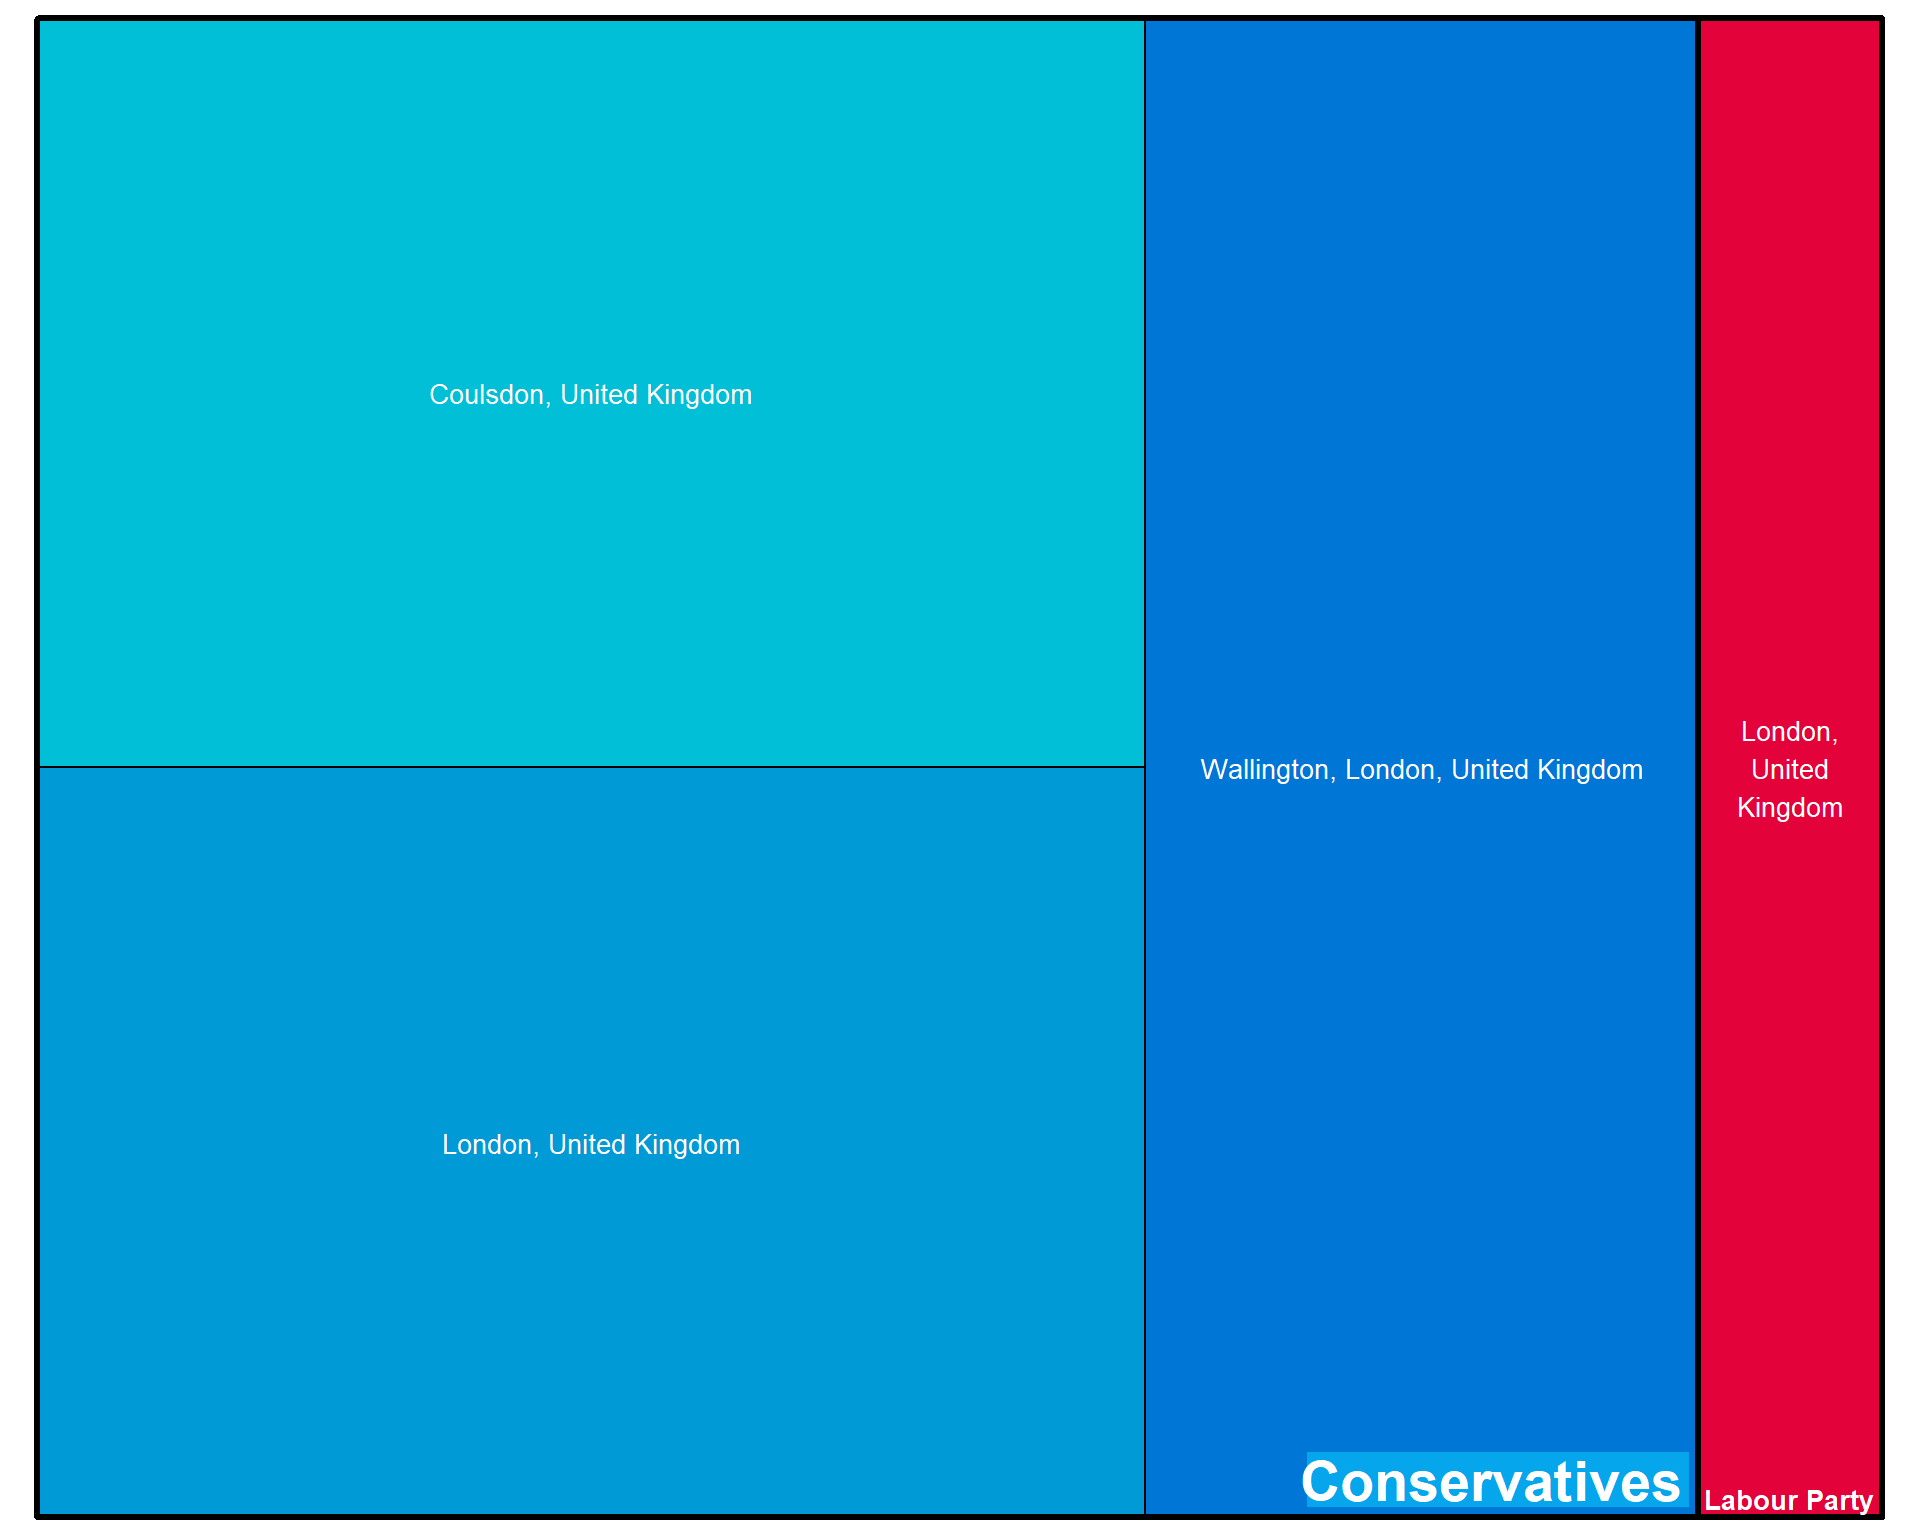 Coulsdon, United Kingdom
London, United Kingdom
Wallington, London, United Kingdom
Conservatives
London,
United
Kingdom
Labour Party